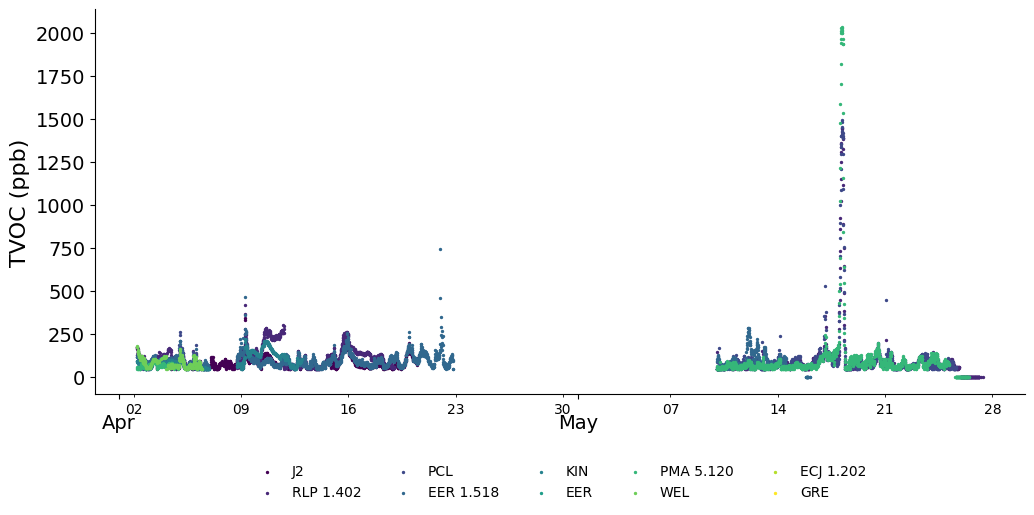 TVOC (ppb)
2000
1750
1500
1250
1000
750
500
250
0
02 09 16 23 30 07 14 21 28
Apr May
J2 PCL KIN PMA 5.120 ECJ 1.202
RLP 1.402 EER 1.518 EER WEL GRE